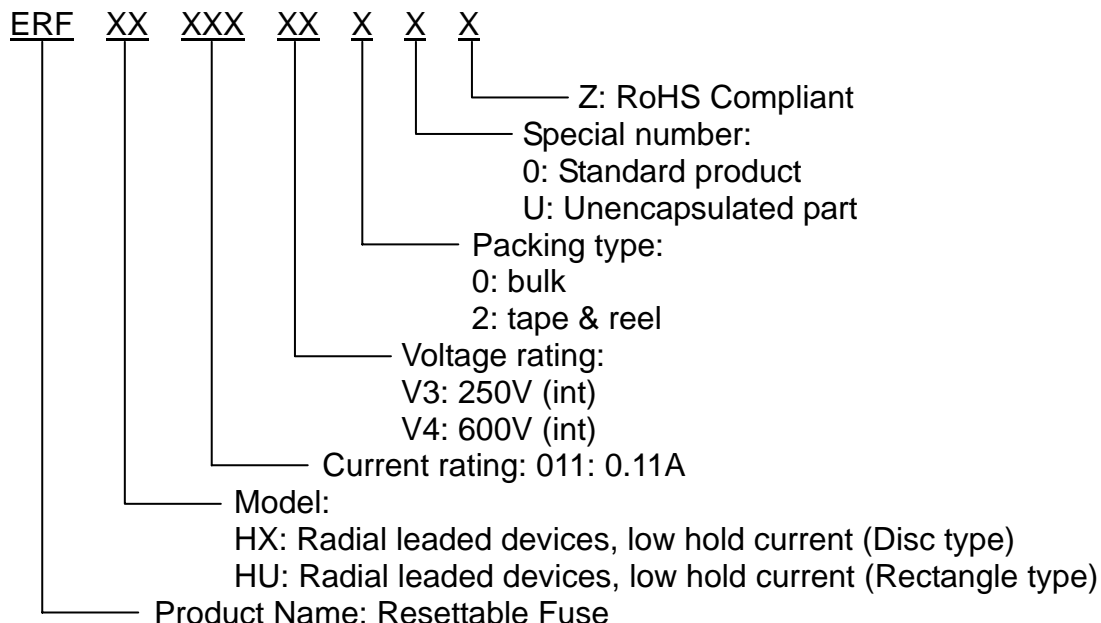 ERF XX XXX XX X X X
Z: RoHS Compliant
Special number:
0: Standard product
U: Unencapsulated part
Packing type:
0: bulk
2: tape & reel
Voltage rating:
V3: 250V (int)
V4: 600V (int)
Current rating: 011: 0.11A
Model:
HX: Radial leaded devices, low hold current (Disc type)
HU: Radial leaded devices, low hold current (Rectangle type)
Product Name: Resettable Fuse